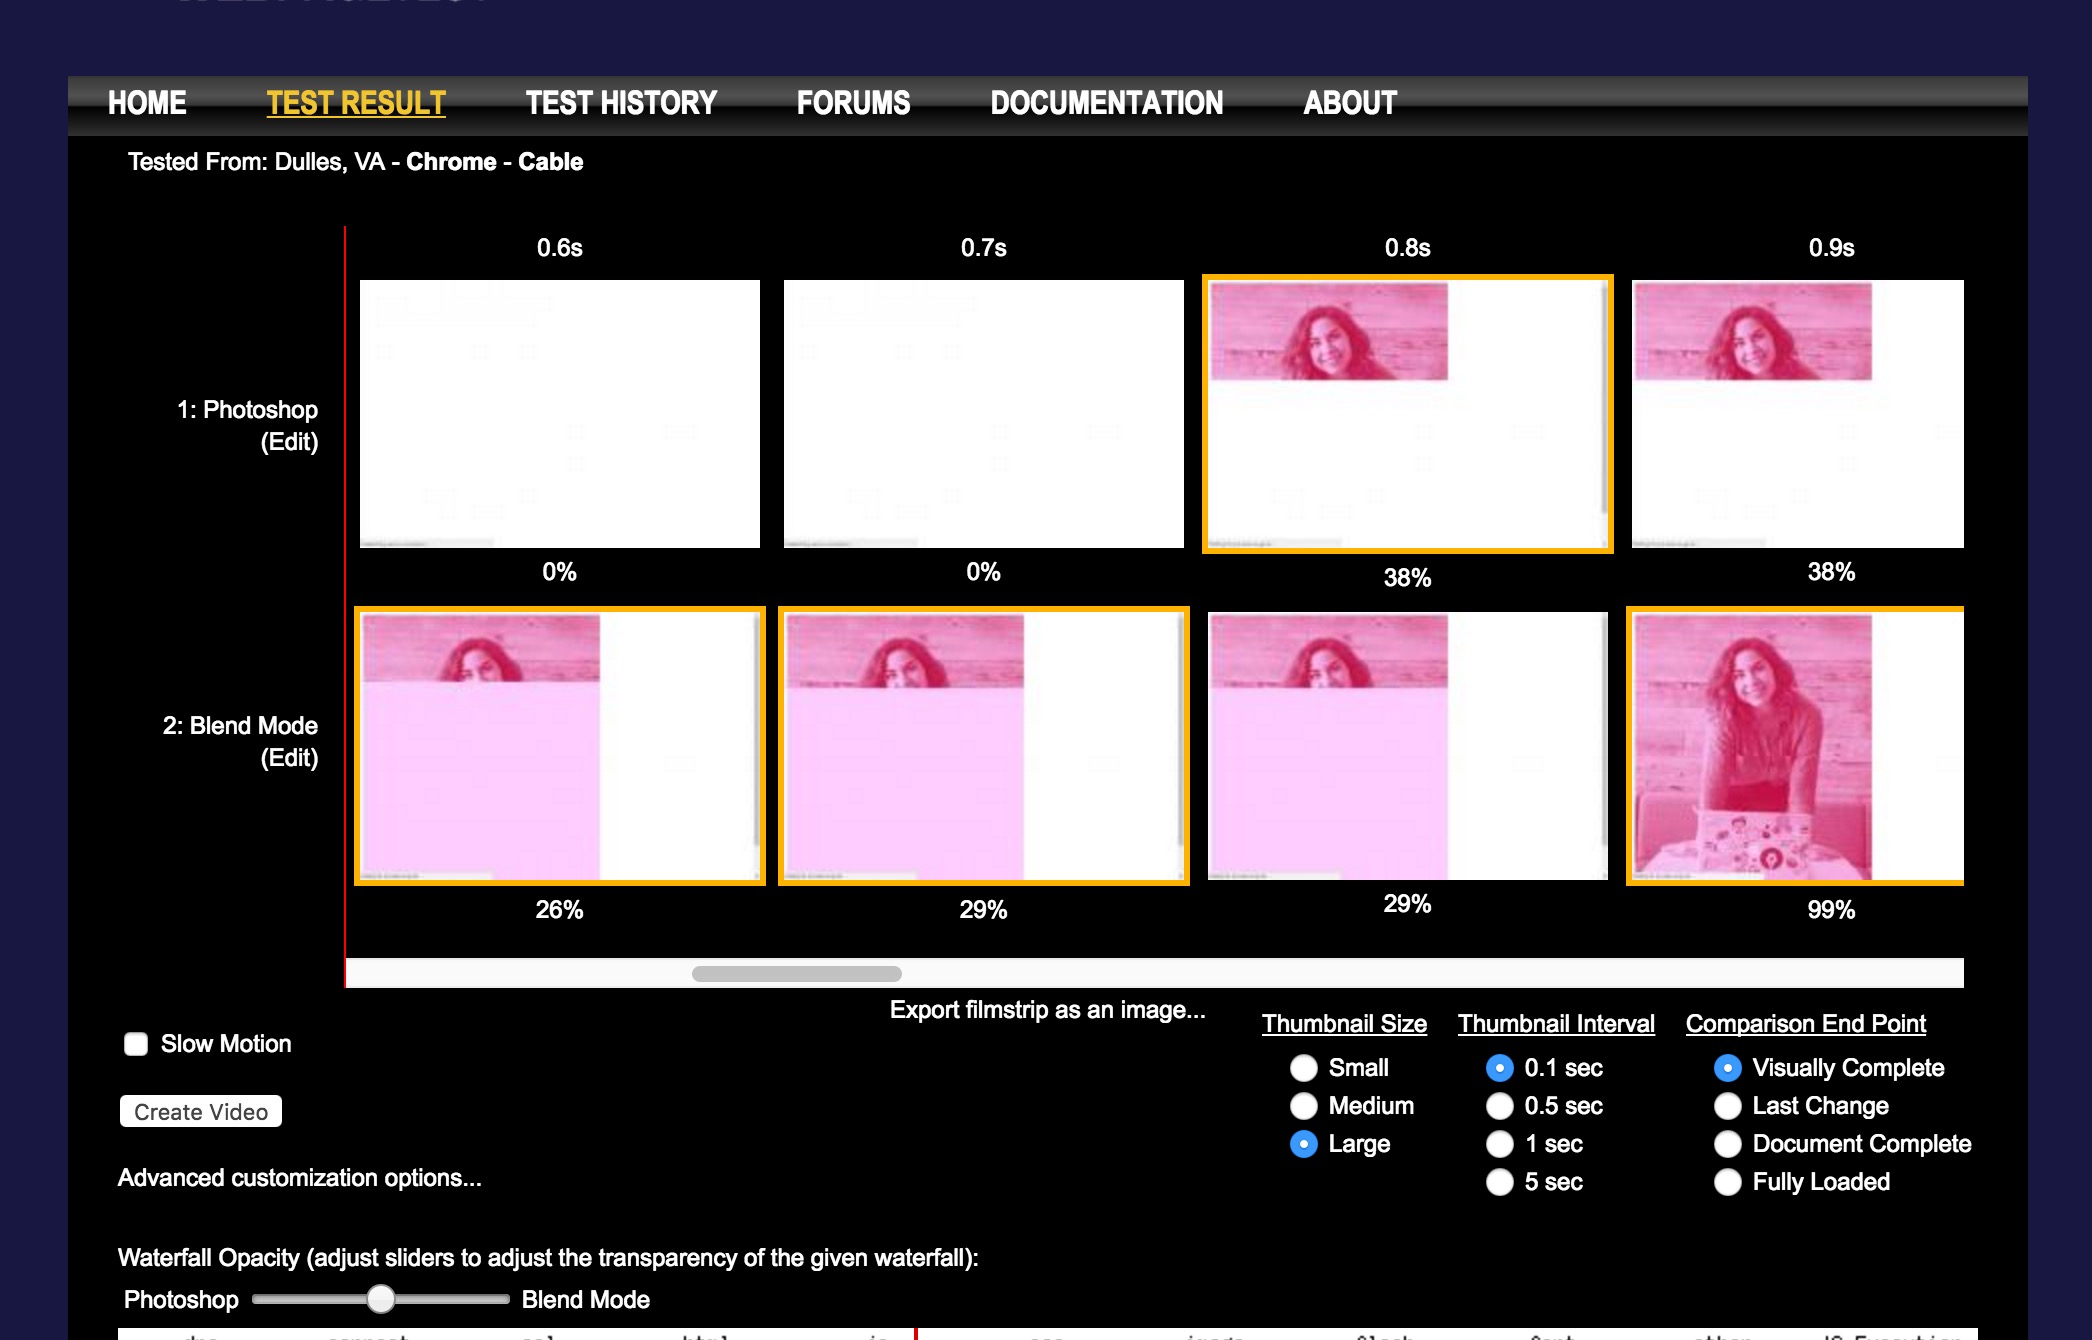 HOME TEST RESULT TEST HISTORY FORUMS DOCUMENTATION ABOUT
Tested From: Dulles, VA - Chrome - Cable
0.6s 0.7s 0.8s 0.9s
1: Photoshop
(Edit)
0% 0% 38% 38%
2: Blend Mode
(Edit)
26% 29% 29% 99%
Export filmstrip as an image...
Slow Motion
Create Video
Advanced customization options...
Thumbnail Size
Small
Medium
Large
Thumbnail Interval
0.1 sec
0.5 sec
1 sec
5 sec
Comparison End Point
Visually Complete
Last Change
Document Complete
Fully Loaded
Waterfall Opacity (adjust sliders to adjust the transparency of the given waterfall):
Photoshop Blend Mode